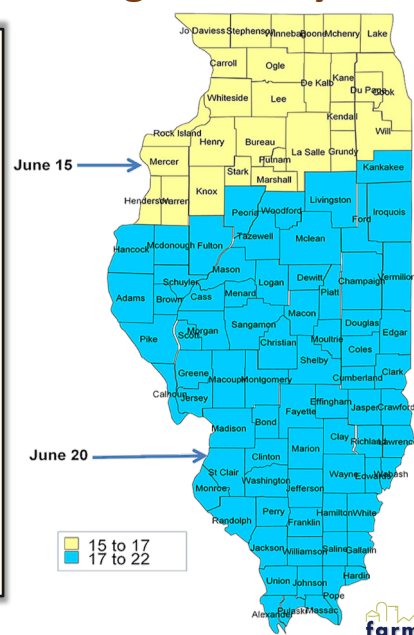 Jo Daviess Stephenson Winnebago Boone Mchenry Lake
Carroll Ogle
De Kalb Kane
Du Page Cook
Whiteside Lee
Kendall
Will
Rock Island
Henry Bureau
La Salle Grundy
Putnam
June 15
Mercer
Stark
Marshall
Kankakee
Knox
Henderson Warren
Livingston
Peoria Woodford
Ford Iroquois
Tazewell
Mclean
Hancock Mcdonough Fulton
Mason
Logan
Dewitt
Champaign Vermilion
Schuyler
Cass
Menard
Piatt
Adams
Brown
Macon
Morgan
Sangamon
Douglas
Edgar
Pike
Scott
Christian
Moultrie
Coles
Shelby
Greene
Macoupin Montgomery
Cumberland
Clark
Calhoun
Jersey
Effingham
Jasper Crawford
Fayette
Madison
Bond
Clay
Richland Lawrence
June 20
Clinton
Marion
St Clair
Wayne
Edwards
Wabash
Washington
Monroe
Jefferson
Randolph
Perry
Hamilton White
Franklin
15 to 17
17 to 22
Jackson Williamson Saline Gallatin
Hardin
Union Johnson
Pope
Alexander Pulaski Massac
farm